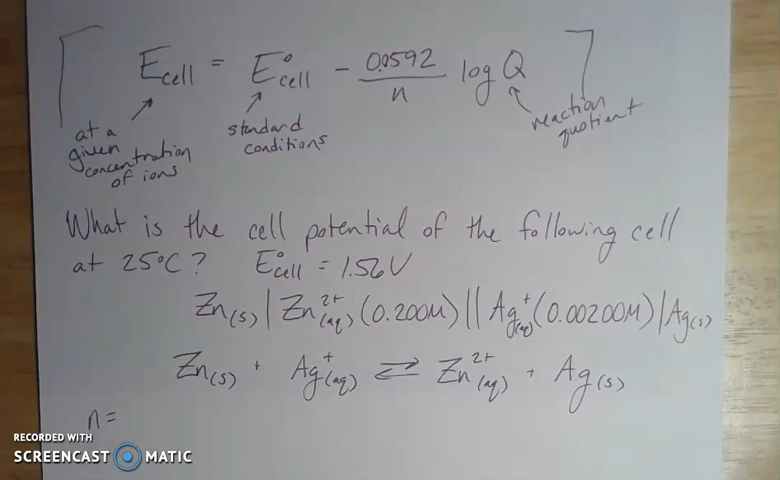 [ Ecell = E°cell - 0.0592/n log Q ]
at a given concentration of ions
standard conditions
reaction quotient
What is the cell potential of the following cell
at 25°C? E°cell = 1.56V
Zn(s) | Zn2+(aq) (0.200M) || Ag+(aq) (0.00200M) | Ag(s)
Zn(s) + Ag+(aq) ⇌ Zn2+(aq) + Ag(s)
n =
RECORDED WITH
SCREENCAST MATIC